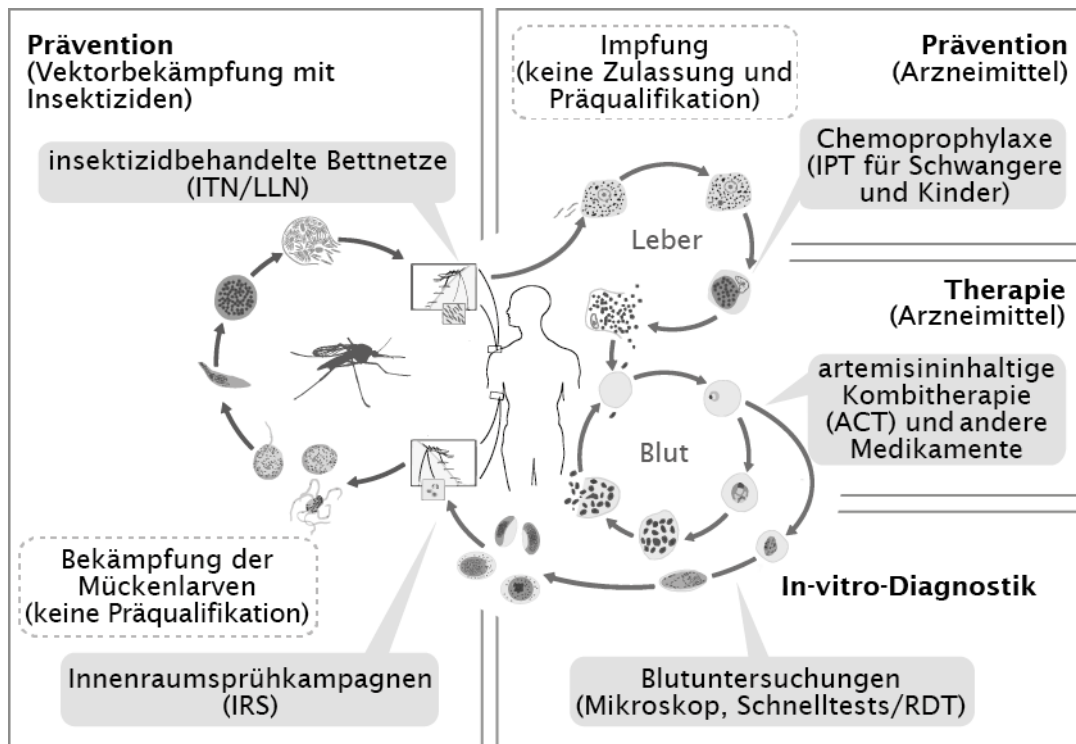 Prävention
(Vektorbekämpfung mit
Insektiziden)
insektizidbehandelte Bettnetze
(ITN/LLN)
Bekämpfung der
Mückenlarven
(keine Präqualifikation)
Innenraumsprühkampagnen
(IRS)
Impfung
(keine Zulassung und
Präqualifikation)
Prävention
(Arzneimittel)
Chemoprophylaxe
(IPT für Schwangere
und Kinder)
Leber
Therapie
(Arzneimittel)
artemisininhaltige
Kombitherapie
(ACT) und andere
Medikamente
Blut
In-vitro-Diagnostik
Blutuntersuchungen
(Mikroskop, Schnelltests/RDT)